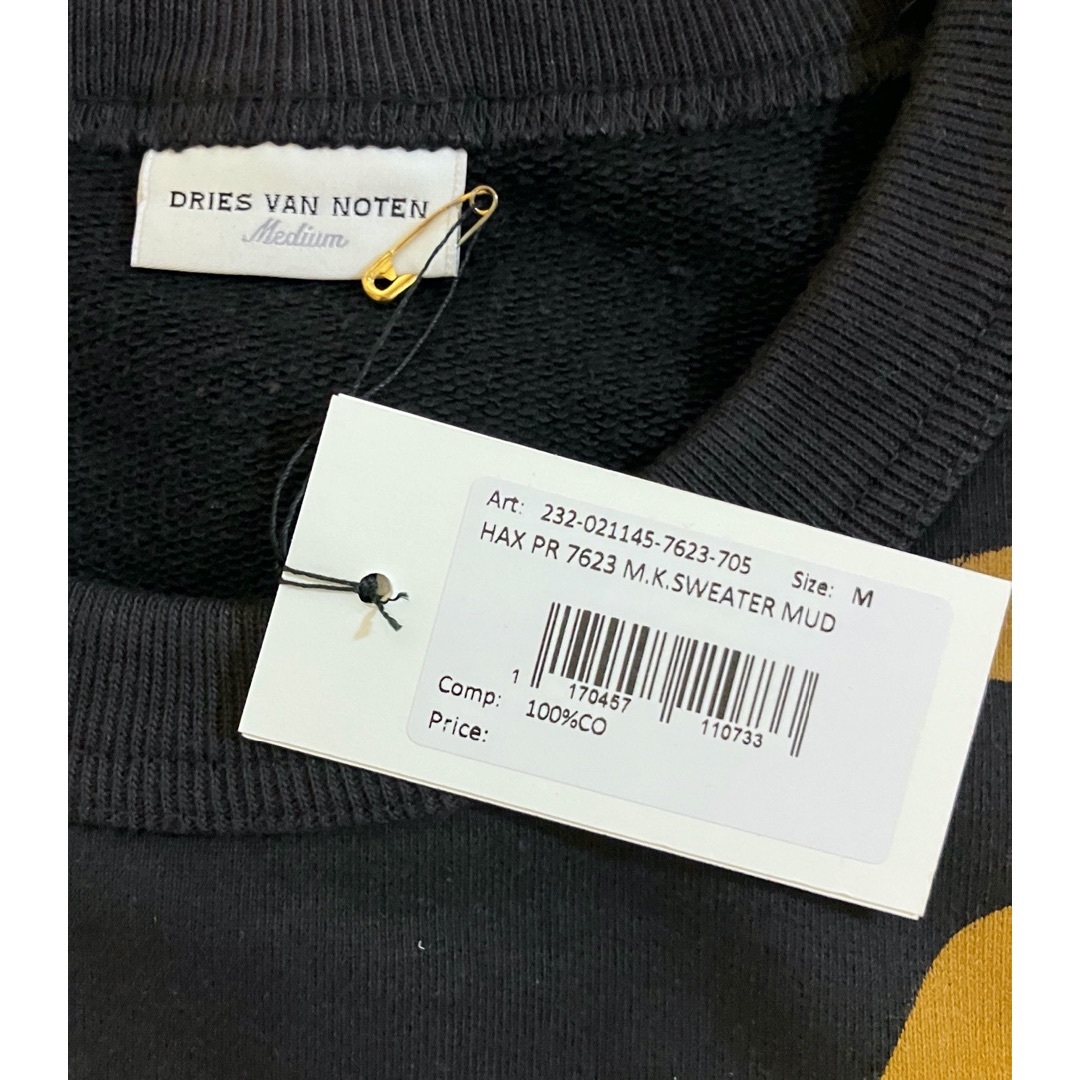 DRIES VAN NOTEN
Medium
Art: 232-021145-7623-705 Size: M
HAX PR 7623 M.K.SWEATER MUD
1 170457 110733
Comp: 100%CO
Price: